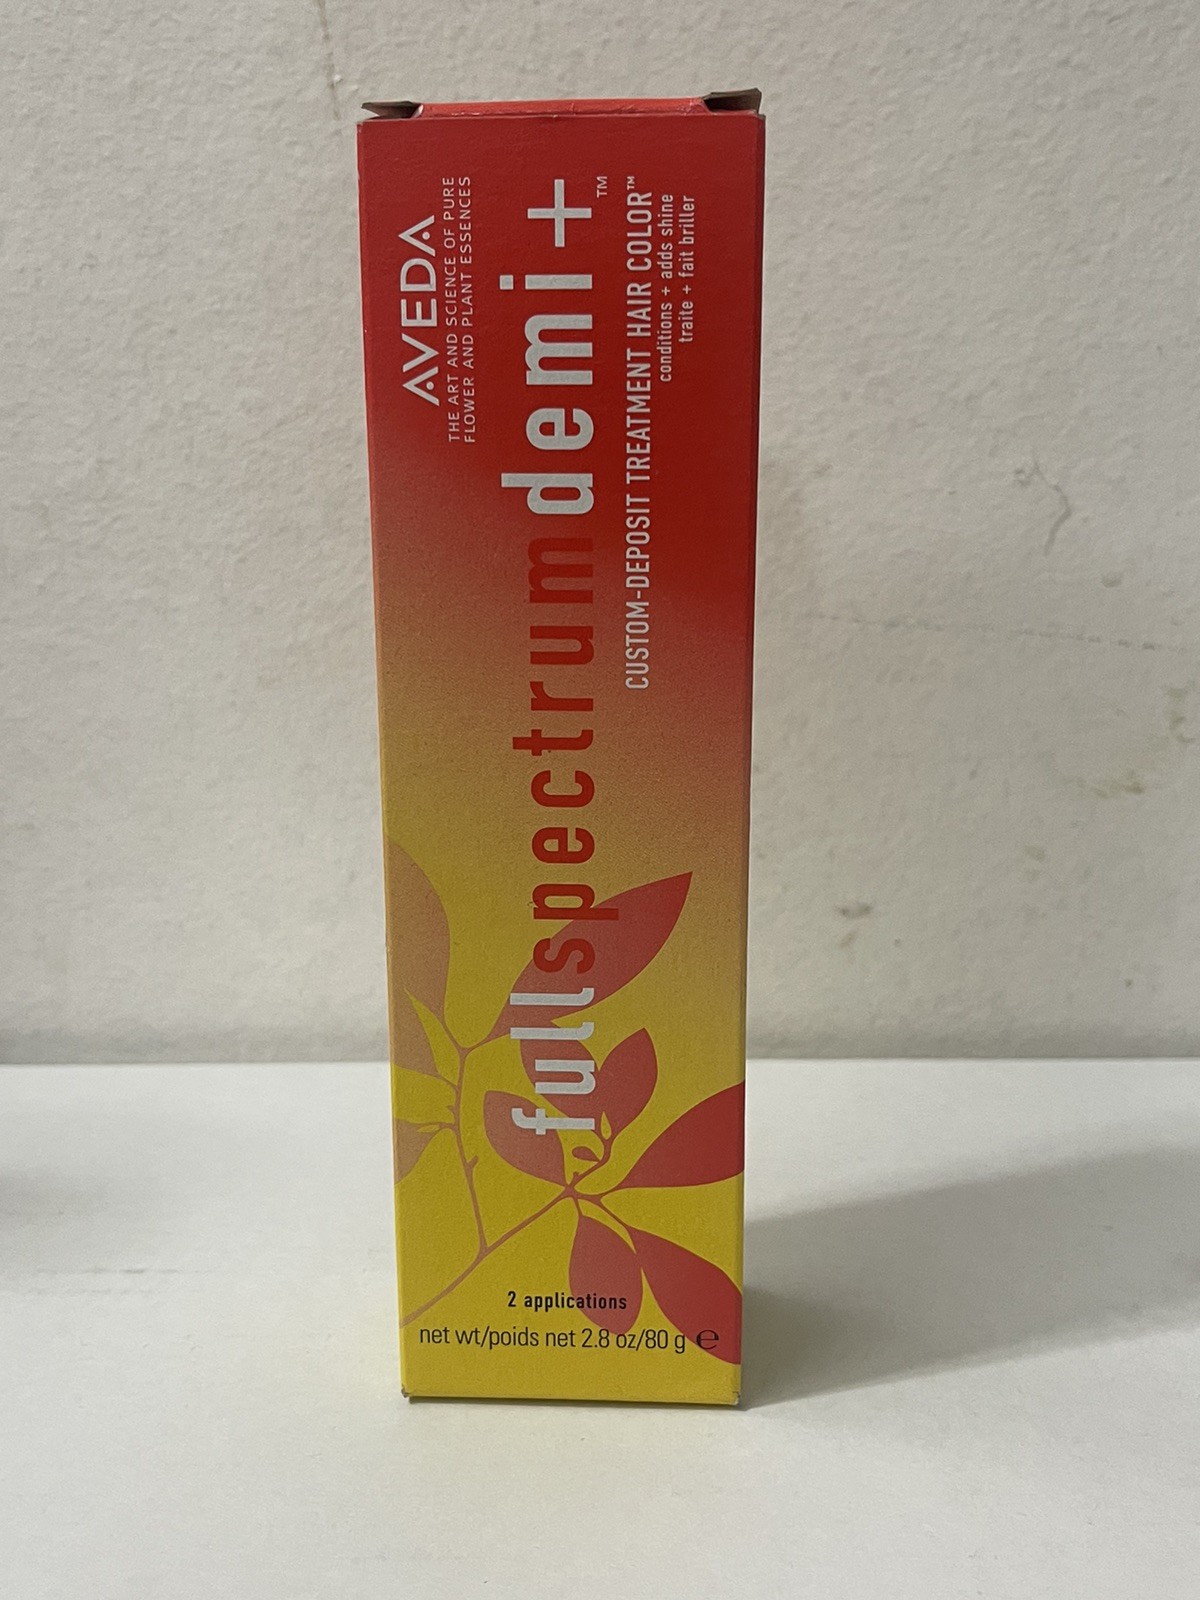 AVEDA
THE ART AND SCIENCE OF PURE
FLOWER AND PLANT ESSENCES
fullspectrumdemi+™
CUSTOM-DEPOSIT TREATMENT HAIR COLOR™
conditions + adds shine
traite + fait briller
2 applications
net wt/poids net 2.8 oz/80 g ℮